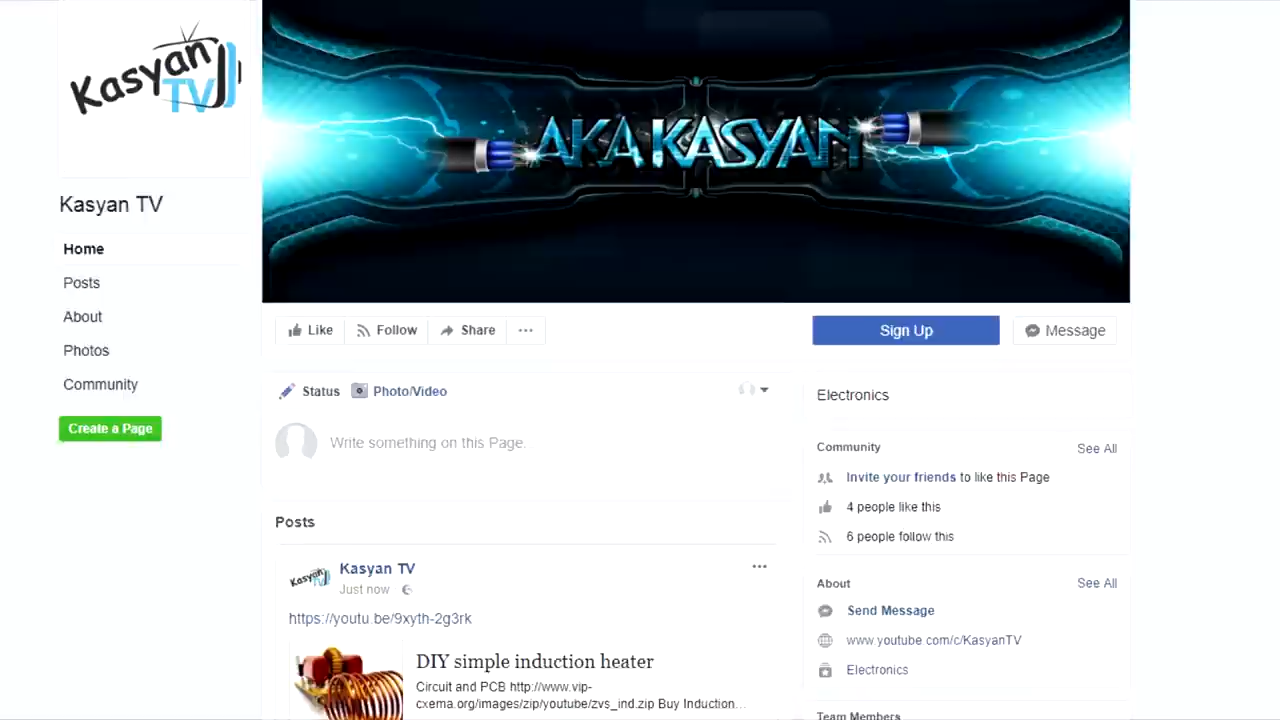 Kasyan
TV
Kasyan TV
Home
Posts
About
Photos
Community
Create a Page
AKA KASYAN
Like
Follow
Share
Sign Up
Message
Status
Photo/Video
Write something on this Page.
Posts
Kasyan TV
Kasyan TV
Just now
https://youtu.be/9xyth-2g3rk
DIY simple induction heater
Circuit and PCB http://www.vip-
cxema.org/images/zip/youtube/zvs_ind.zip Buy Induction...
Electronics
Community
See All
Invite your friends to like this Page
4 people like this
6 people follow this
About
See All
Send Message
www.youtube.com/c/KasyanTV
Electronics
Team Members